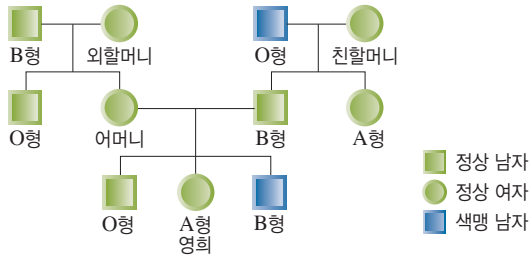 B형 외할머니 O형 친할머니
O형 어머니 B형 A형
O형 A형 B형
영희
정상 남자
정상 여자
색맹 남자